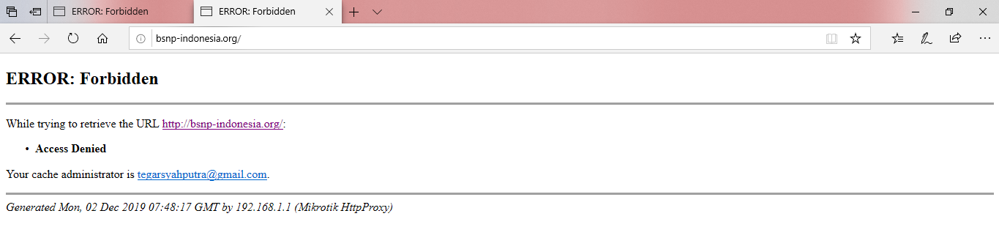 ERROR: Forbidden
ERROR: Forbidden
bsnp-indonesia.org/
ERROR: Forbidden
While trying to retrieve the URL http://bsnp-indonesia.org/:
• Access Denied
Your cache administrator is tegarsyahputra@gmail.com.
Generated Mon, 02 Dec 2019 07:48:17 GMT by 192.168.1.1 (Mikrotik HttpProxy)